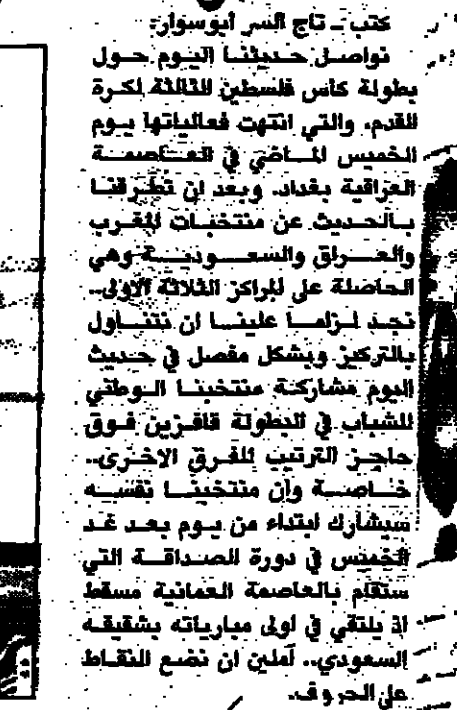 كتب ـ تاج السر ابوسوار:
نواصل حديثنا اليوم حول
بطولة كاس فلسطين الثالثة لكرة
القدم، والتي انتهت فعالياتها يوم
الخميس الماضي في العاصمة
العراقية بغداد. وبعد ان تطرقنا
بالحديث عن منتخبات المغرب
والعراق والسعودية وهي
الحاصلة على المراكز الثلاثة الاولى..
نجد لزاما علينا ان نتناول
بالتركيز وبشكل مفصل في حديث
اليوم مشاركة منتخبنا الوطني
للشباب في البطولة قافزين فوق
حاجز الترتيب للفرق الاخرى..
خاصة وان منتخبنا نفسه
سيشارك ابتداء من يوم بعد غد
الخميس في دورة الصداقة التي
ستقام بالعاصمة العمانية مسقط
اذ يلتقي في اولى مبارياته بشقيقه
السعودي.. آملين ان نضع النقاط
على الحروف.